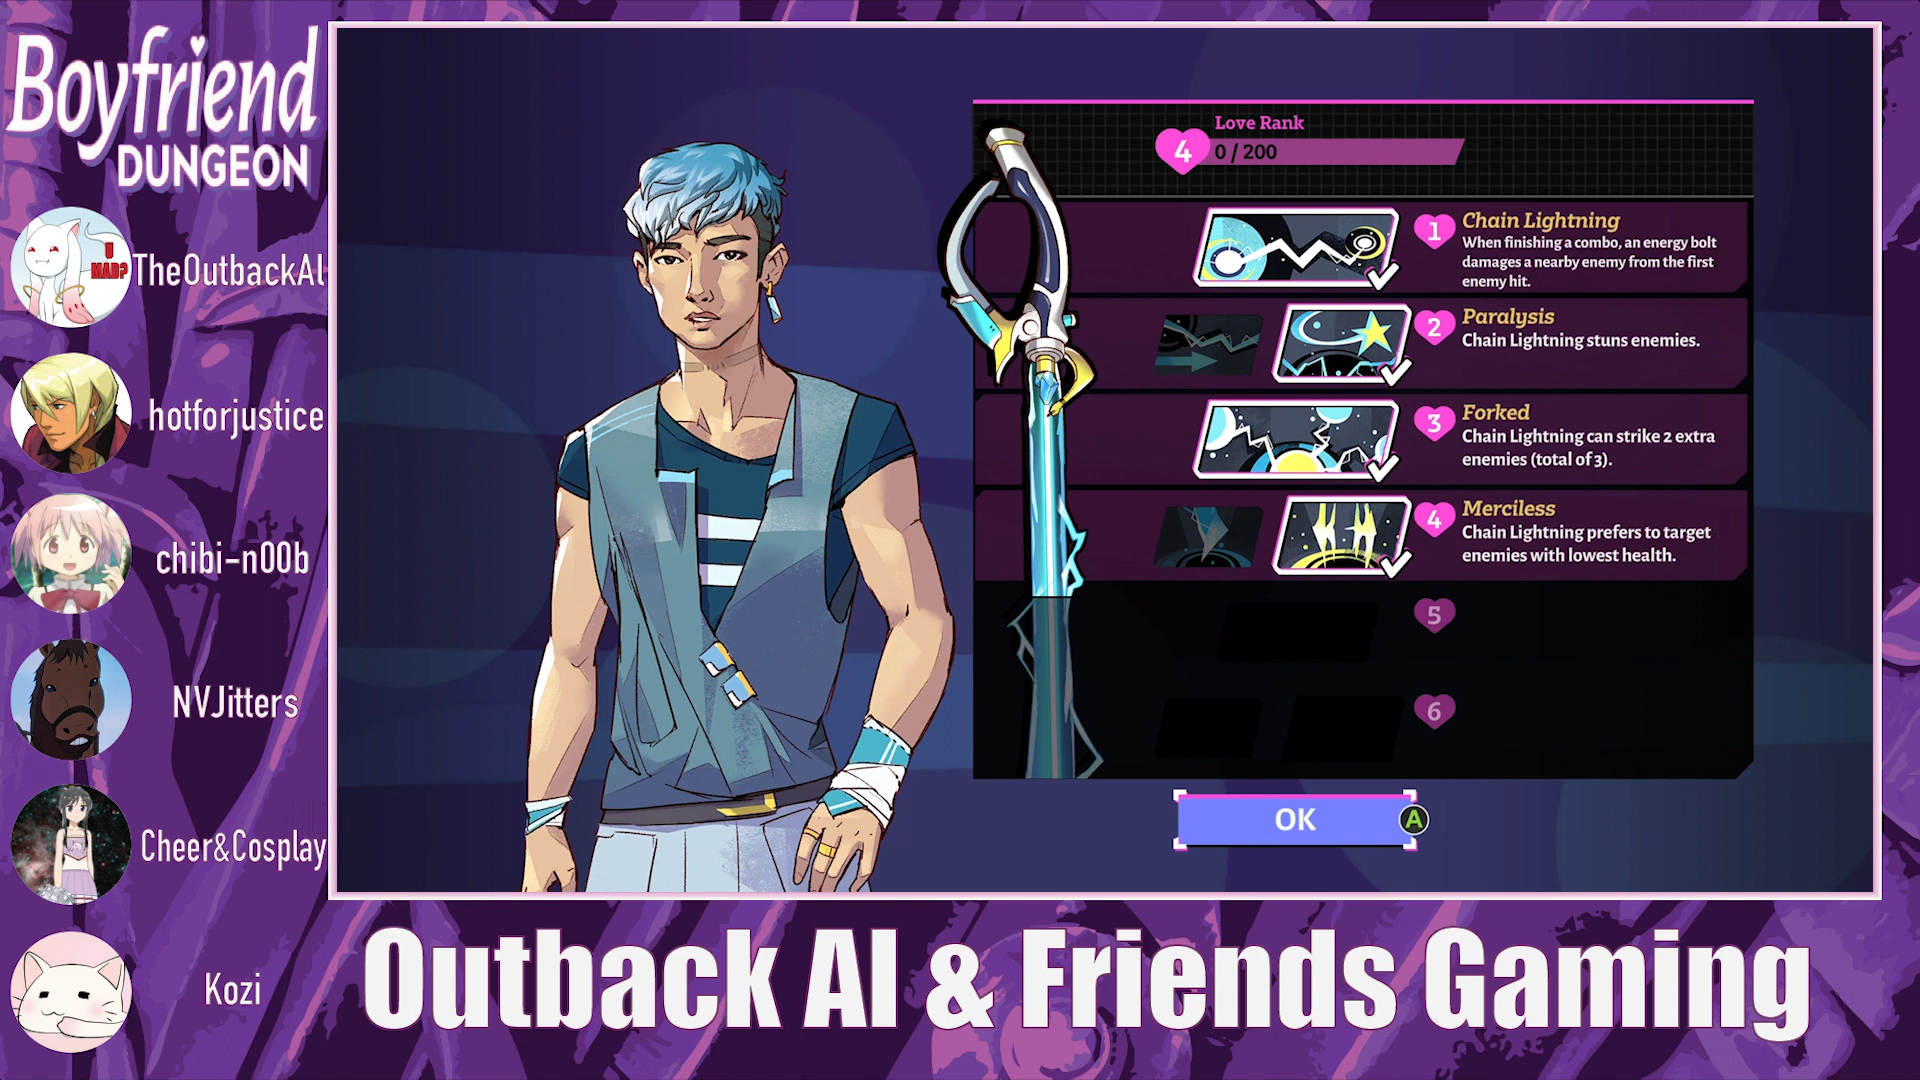 Boyfriend
DUNGEON
U
MAD?
TheOutbackAl
hotforjustice
chibi-n00b
NVJitters
Cheer&Cosplay
Kozi
Love Rank
4
0 / 200
1
Chain Lightning
When finishing a combo, an energy bolt
damages a nearby enemy from the first
enemy hit.
2
Paralysis
Chain Lightning stuns enemies.
3
Forked
Chain Lightning can strike 2 extra
enemies (total of 3).
4
Merciless
Chain Lightning prefers to target
enemies with lowest health.
5
6
OK
A
Outback Al & Friends Gaming